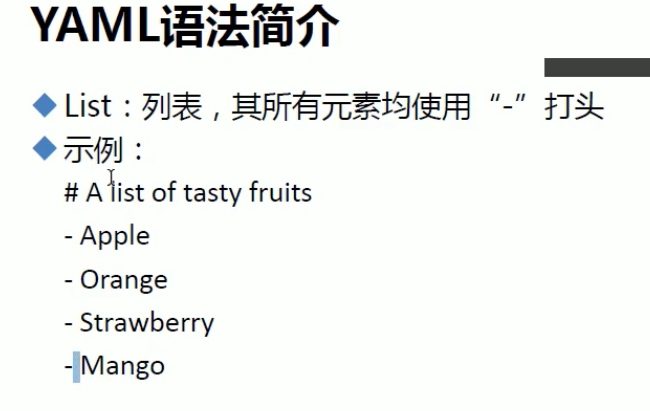 YAML语法简介
List：列表，其所有元素均使用“-”打头
示例：
# A list of tasty fruits
- Apple
- Orange
- Strawberry
- Mango